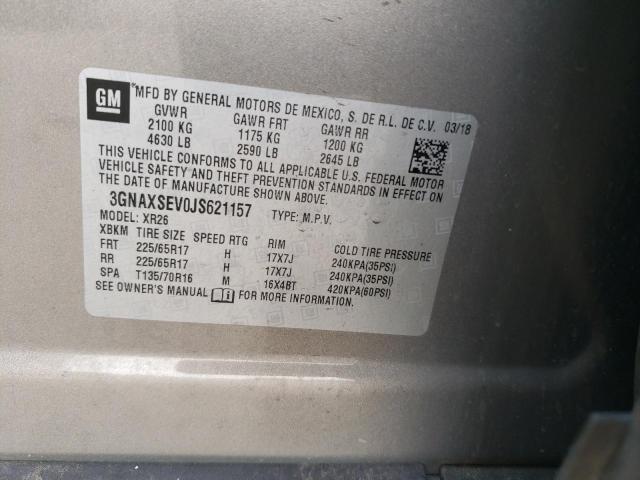 GM
*MFD BY GENERAL MOTORS DE MEXICO, S. DE R.L. DE C.V. 03/18
GVWR GAWR FRT GAWR RR
2100 KG 1175 KG 1200 KG
4630 LB 2590 LB 2645 LB
THIS VEHICLE CONFORMS TO ALL APPLICABLE U.S. FEDERAL MOTOR
VEHICLE SAFETY AND THEFT PREVENTION STANDARDS IN EFFECT ON
THE DATE OF MANUFACTURE SHOWN ABOVE.
3GNAXSEV0JS621157 TYPE: M.P.V.
MODEL: XR26
XBKM TIRE SIZE SPEED RTG RIM COLD TIRE PRESSURE
FRT 225/65R17 H 17X7J 240KPA(35PSI)
RR 225/65R17 H 17X7J 240KPA(35PSI)
SPA T135/70R16 M 16X4BT 420KPA(60PSI)
SEE OWNER'S MANUAL FOR MORE INFORMATION.